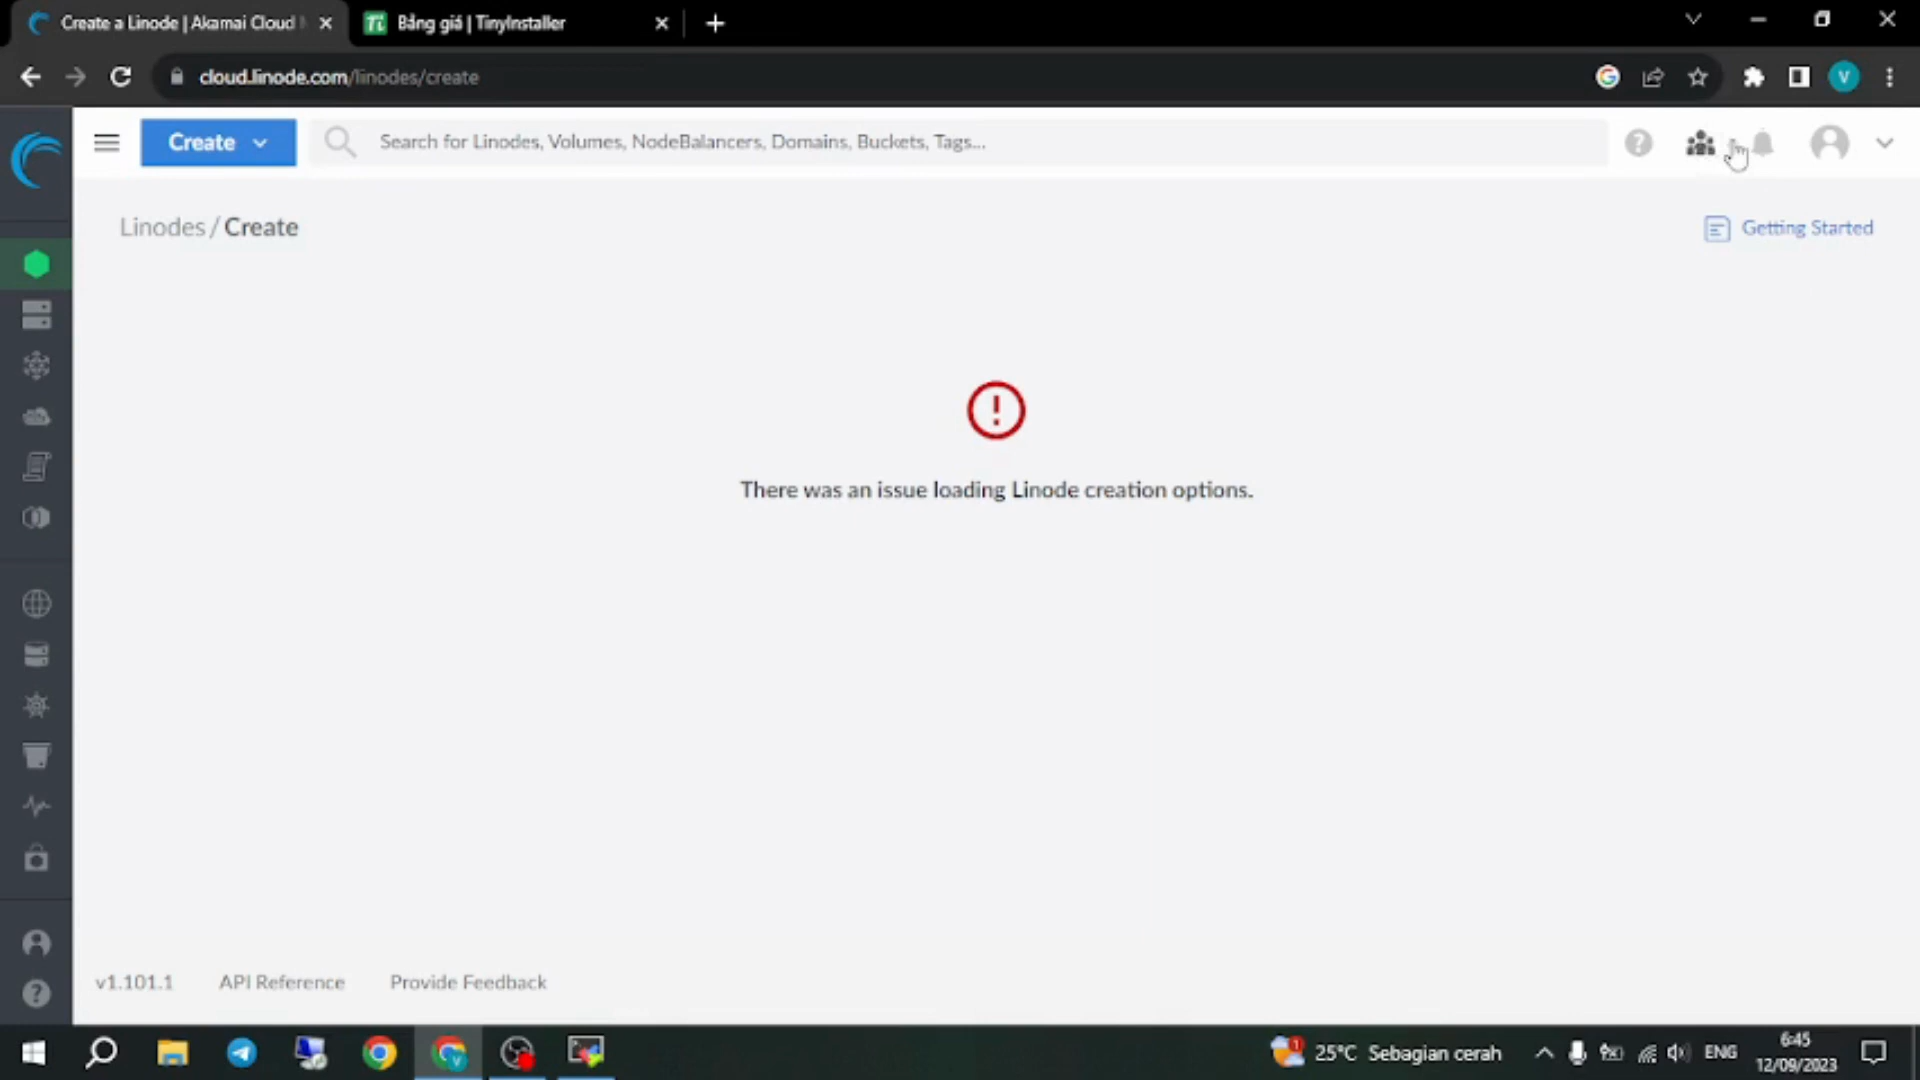 Create a Linode | Akamai Cloud
Bảng giá | TinyInstaller
cloud.linode.com/linodes/create
V
Create
Search for Linodes, Volumes, NodeBalancers, Domains, Buckets, Tags...
Linodes / Create
Getting Started
There was an issue loading Linode creation options.
v1.101.1
API Reference
Provide Feedback
1
25°C Sebagian cerah
ENG
6:45
12/09/2023